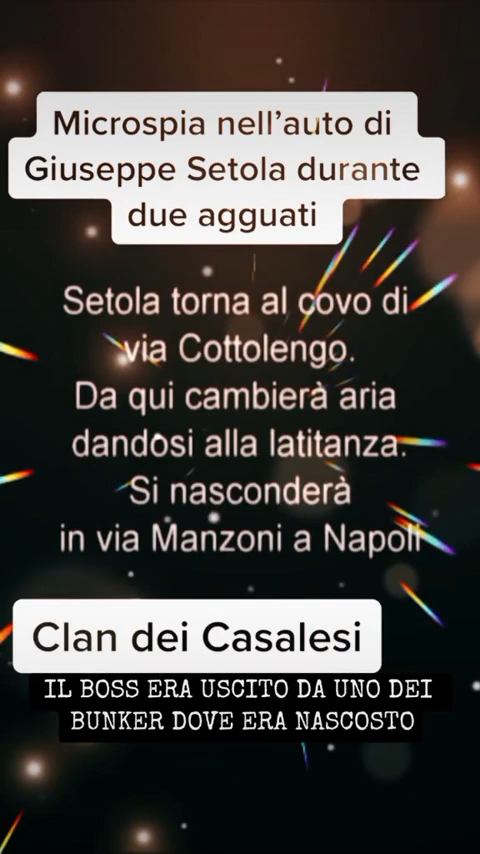 Microspia nell'auto di
Giuseppe Setola durante
due agguati
Setola torna al covo di
via Cottolengo.
Da qui cambierà aria
dandosi alla latitanza.
Si nasconderà
in via Manzoni a Napoli
Clan dei Casalesi
IL BOSS ERA USCITO DA UNO DEI
BUNKER DOVE ERA NASCOSTO